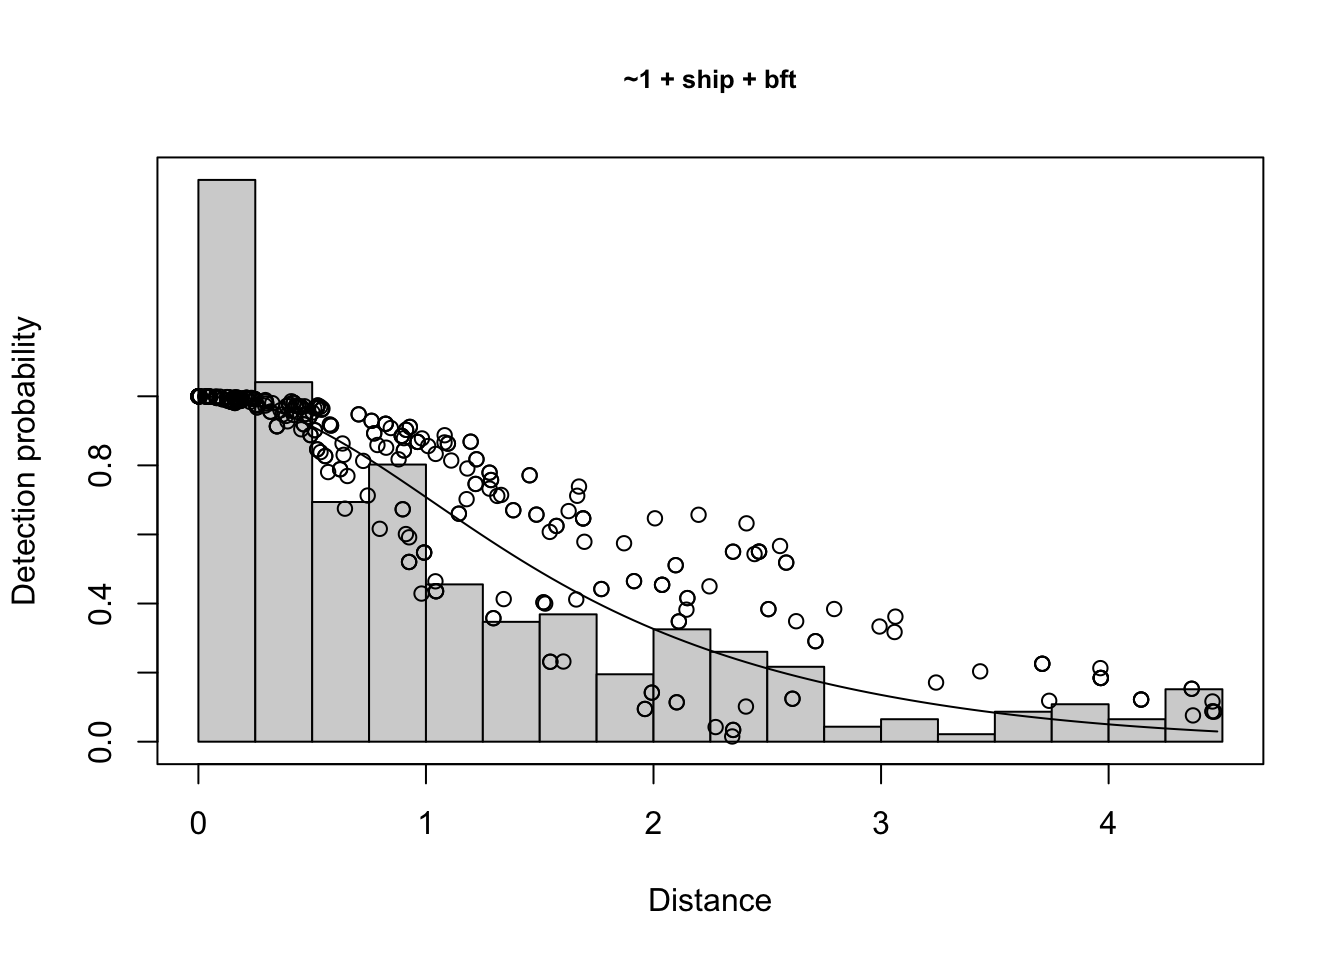 ~1 + ship + bft
Detection probability
0.8
0.4
0.0
0 1 2 3 4
Distance